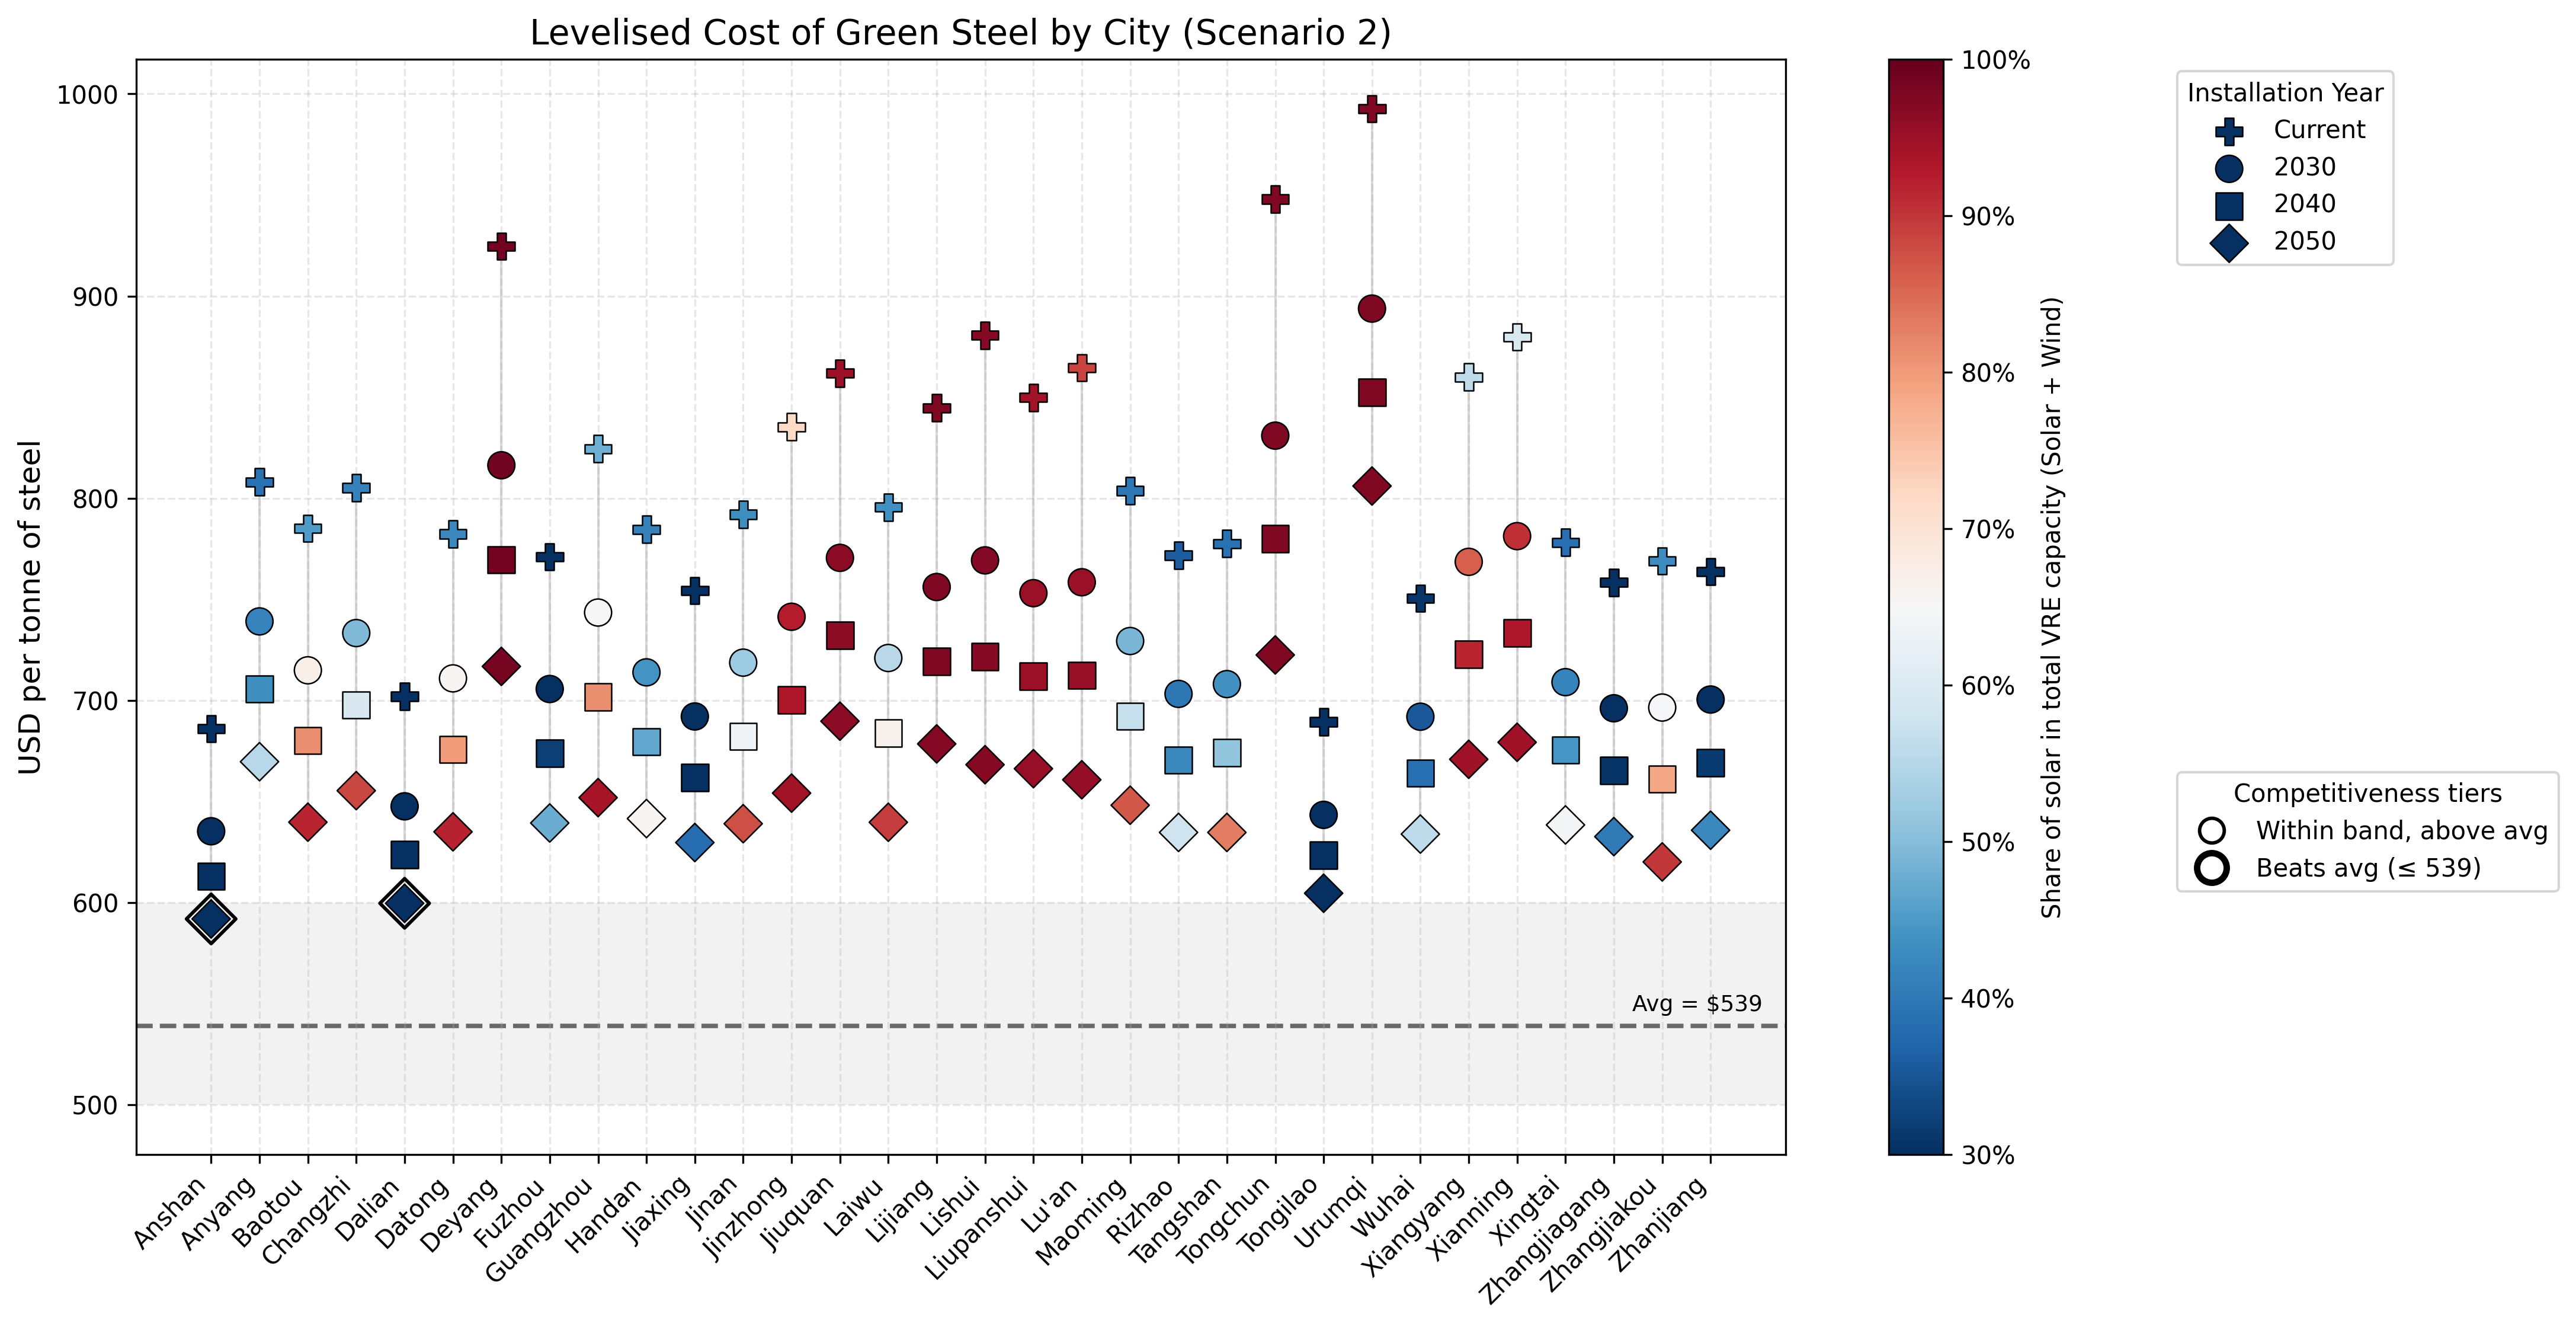 Levelised Cost of Green Steel by City (Scenario 2)
USD per tonne of steel
1000
900
800
700
600
500
Avg = $539
Anshan
Anyang
Baotou
Changzhi
Dalian
Datong
Deyang
Fuzhou
Guangzhou
Handan
Jiaxing
Jinan
Jinzhong
Jiuquan
Laiwu
Lijiang
Lishui
Liupanshui
Lu'an
Maoming
Rizhao
Tangshan
Tongchun
Tongilao
Urumqi
Wuhai
Xiangyang
Xianning
Xingtai
Zhangjiagang
Zhangjiakou
Zhanjiang
100%
90%
80%
70%
60%
50%
40%
30%
Share of solar in total VRE capacity (Solar + Wind)
Installation Year
Current
2030
2040
2050
Competitiveness tiers
Within band, above avg
Beats avg (≤ 539)